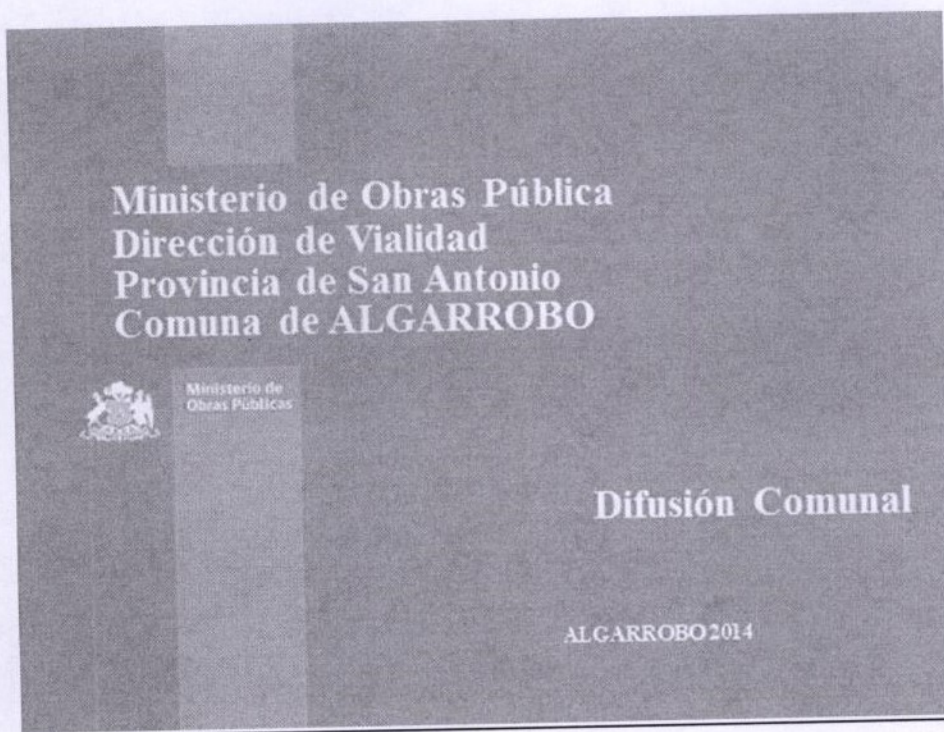 Ministerio de Obras Pública
Dirección de Vialidad
Provincia de San Antonio
Comuna de ALGARROBO
Ministerio de
Obras Públicas
Difusión Comunal
ALGARROBO 2014